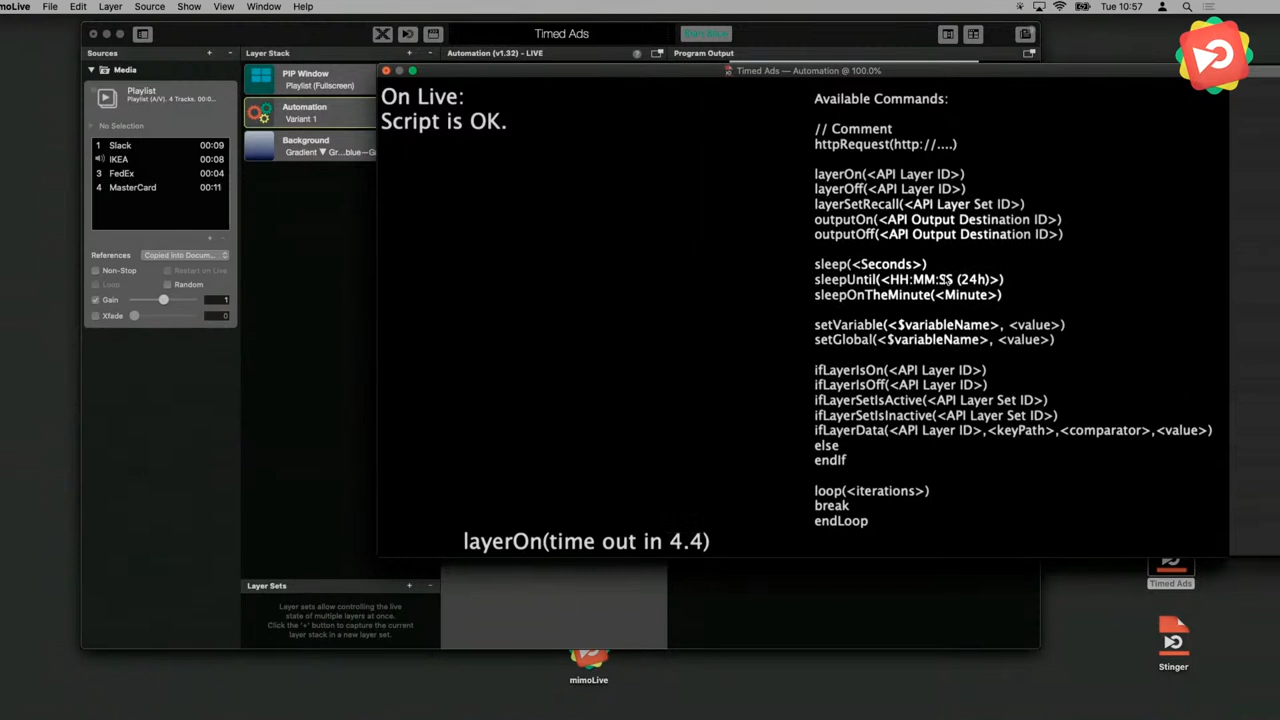 moLive File Edit Layer Source Show View Window Help Tue 10:57
Timed Ads
Sources + -
Layer Stack + -
Automation (v1.32) - LIVE
Program Output
Media
Playlist
Playlist (A/V). 4 Tracks. 00:0...
No Selection
1 Slack 00:09
IKEA 00:08
3 FedEx 00:04
4 MasterCard 00:11
+ -
References Copied into Docum...
Non-Stop Restart on Live
Loop Random
Gain 1
Xfade 0
PIP Window
Playlist (Fullscreen)
Automation
Variant 1
Background
Gradient ▼ Gr...blue—Gr
Layer Sets + -
Layer sets allow controlling the live
state of multiple layers at once.
Click the '+' button to capture the current
layer stack in a new layer set.
Timed Ads — Automation @ 100.0%
On Live:
Script is OK.
layerOn(time out in 4.4)
Available Commands:
// Comment
httpRequest(http://....)
layerOn(<API Layer ID>)
layerOff(<API Layer ID>)
layerSetRecall(<API Layer Set ID>)
outputOn(<API Output Destination ID>)
outputOff(<API Output Destination ID>)
sleep(<Seconds>)
sleepUntil(<HH:MM:SS (24h)>)
sleepOnTheMinute(<Minute>)
setVariable(<$variableName>, <value>)
setGlobal(<$variableName>, <value>)
ifLayerIsOn(<API Layer ID>)
ifLayerIsOff(<API Layer ID>)
ifLayerSetIsActive(<API Layer Set ID>)
ifLayerSetIsInactive(<API Layer Set ID>)
ifLayerData(<API Layer ID>,<keyPath>,<comparator>,<value>)
else
endIf
loop(<iterations>)
break
endLoop
Timed Ads
Stinger
mimoLive